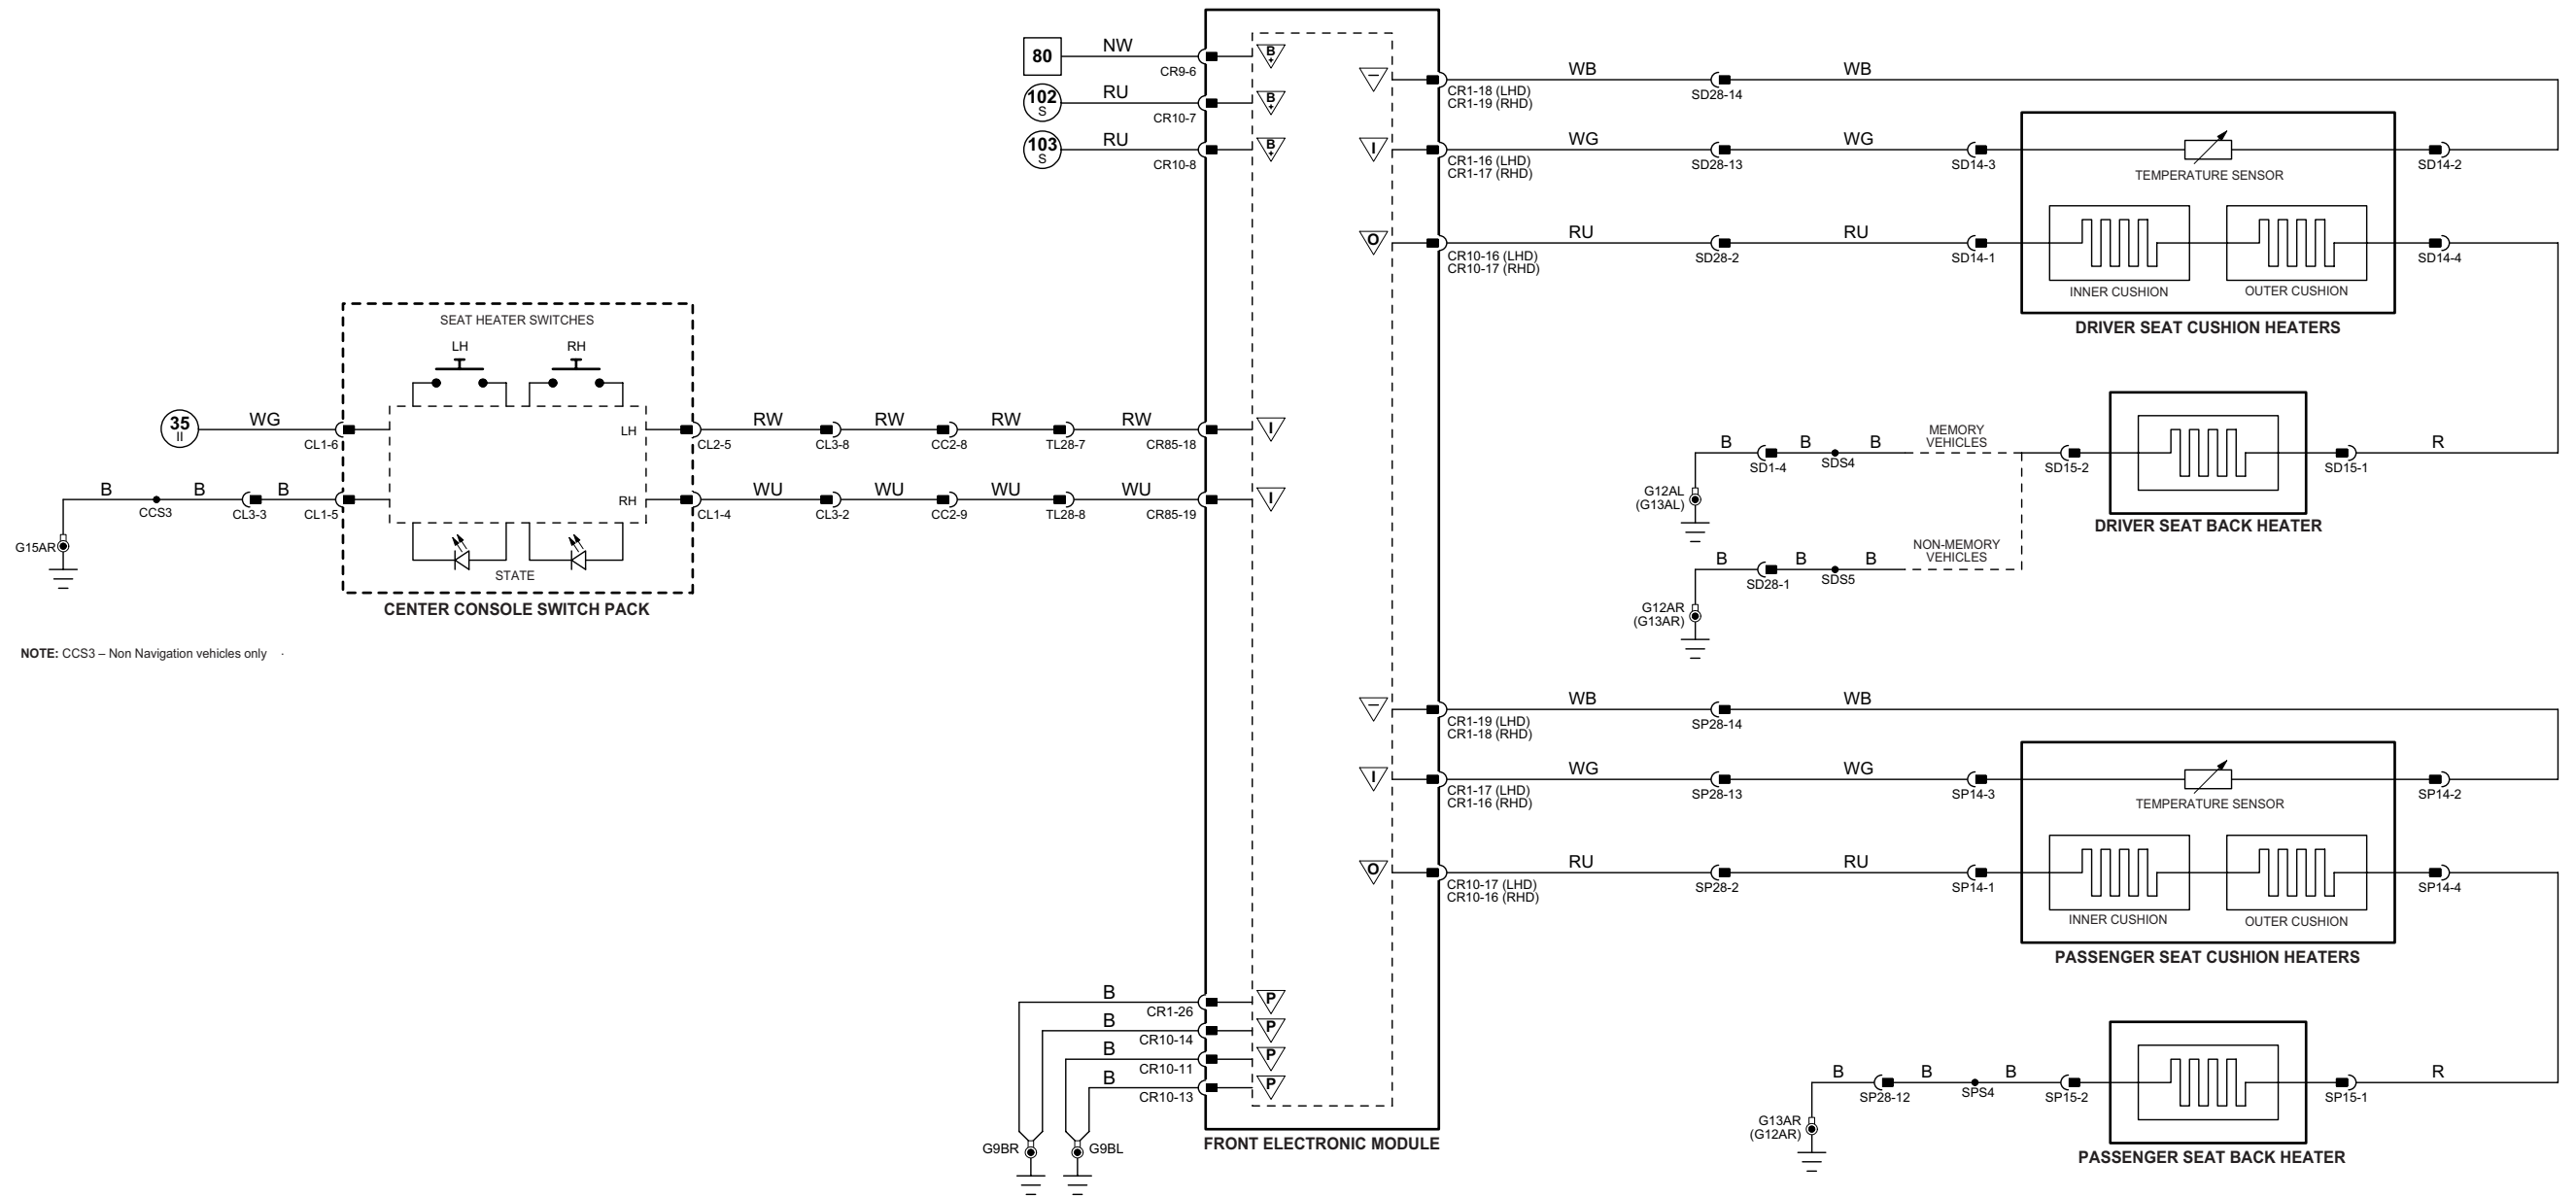 80
NW
CR9-6
B
+
102
S
RU
CR10-7
B
+
103
S
RU
CR10-8
B
+
–
CR1-18 (LHD)
CR1-19 (RHD)
WB
SD28-14
WB
I
CR1-16 (LHD)
CR1-17 (RHD)
WG
SD28-13
WG
SD14-3
TEMPERATURE SENSOR
SD14-2
O
CR10-16 (LHD)
CR10-17 (RHD)
RU
SD28-2
RU
SD14-1
INNER CUSHION
OUTER CUSHION
SD14-4
DRIVER SEAT CUSHION HEATERS
SEAT HEATER SWITCHES
LH
RH
35
II
WG
CL1-6
LH
CL2-5
RW
CL3-8
RW
CC2-8
RW
TL28-7
RW
CR85-18
I
G15AR
B
CCS3
B
CL3-3
B
CL1-5
RH
CL1-4
WU
CL3-2
WU
CC2-9
WU
TL28-8
WU
CR85-19
I
STATE
CENTER CONSOLE SWITCH PACK
NOTE: CCS3 – Non Navigation vehicles only
G12AL
(G13AL)
B
SD1-4
B
SDS4
B
MEMORY
VEHICLES
SD15-2
SD15-1
R
DRIVER SEAT BACK HEATER
G12AR
(G13AR)
B
SD28-1
B
SDS5
B
NON-MEMORY
VEHICLES
–
CR1-19 (LHD)
CR1-18 (RHD)
WB
SP28-14
WB
I
CR1-17 (LHD)
CR1-16 (RHD)
WG
SP28-13
WG
SP14-3
TEMPERATURE SENSOR
SP14-2
O
CR10-17 (LHD)
CR10-16 (RHD)
RU
SP28-2
RU
SP14-1
INNER CUSHION
OUTER CUSHION
SP14-4
PASSENGER SEAT CUSHION HEATERS
B
CR1-26
P
B
CR10-14
P
B
CR10-11
P
B
CR10-13
P
G9BR
G9BL
FRONT ELECTRONIC MODULE
G13AR
(G12AR)
B
SP28-12
B
SPS4
B
SP15-2
SP15-1
R
PASSENGER SEAT BACK HEATER